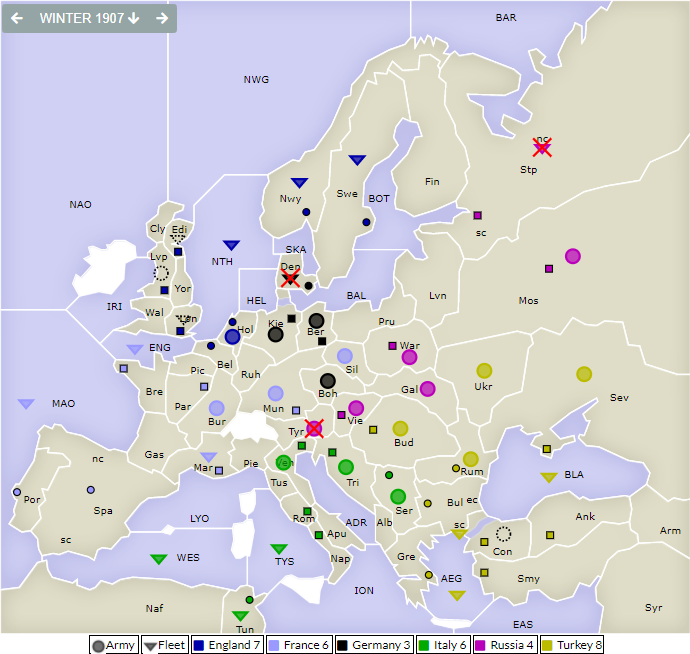 WINTER 1907
BAR
NWG
nc
Stp
Swe
Fin
Nwy
BOT
NAO
Cly Edi
sc
NTH
SKA
Lvp
Den
Mos
Yor
HEL
BAL
Lvn
IRI
Wal
Lon
Hol
Kie
Ber
Pru
ENG
Bel
War
Pic
Ruh
Sil
Ukr
Bre
Boh
Gal
Sev
MAO
Par
Bur
Mun
Vie
Tyr
Bud
nc
Gas
Mar
Pie
Ven
Tri
Rum
BLA
Por
Spa
Tus
Ser
Bul ec
LYO
Rom
ADR
Alb
sc
Ank
Arm
sc
Apu
Con
WES
TYS
Nap
Gre
Smy
ION
AEG
Naf
Syr
Tun
EAS
Army
Fleet
England 7
France 6
Germany 3
Italy 6
Russia 4
Turkey 8